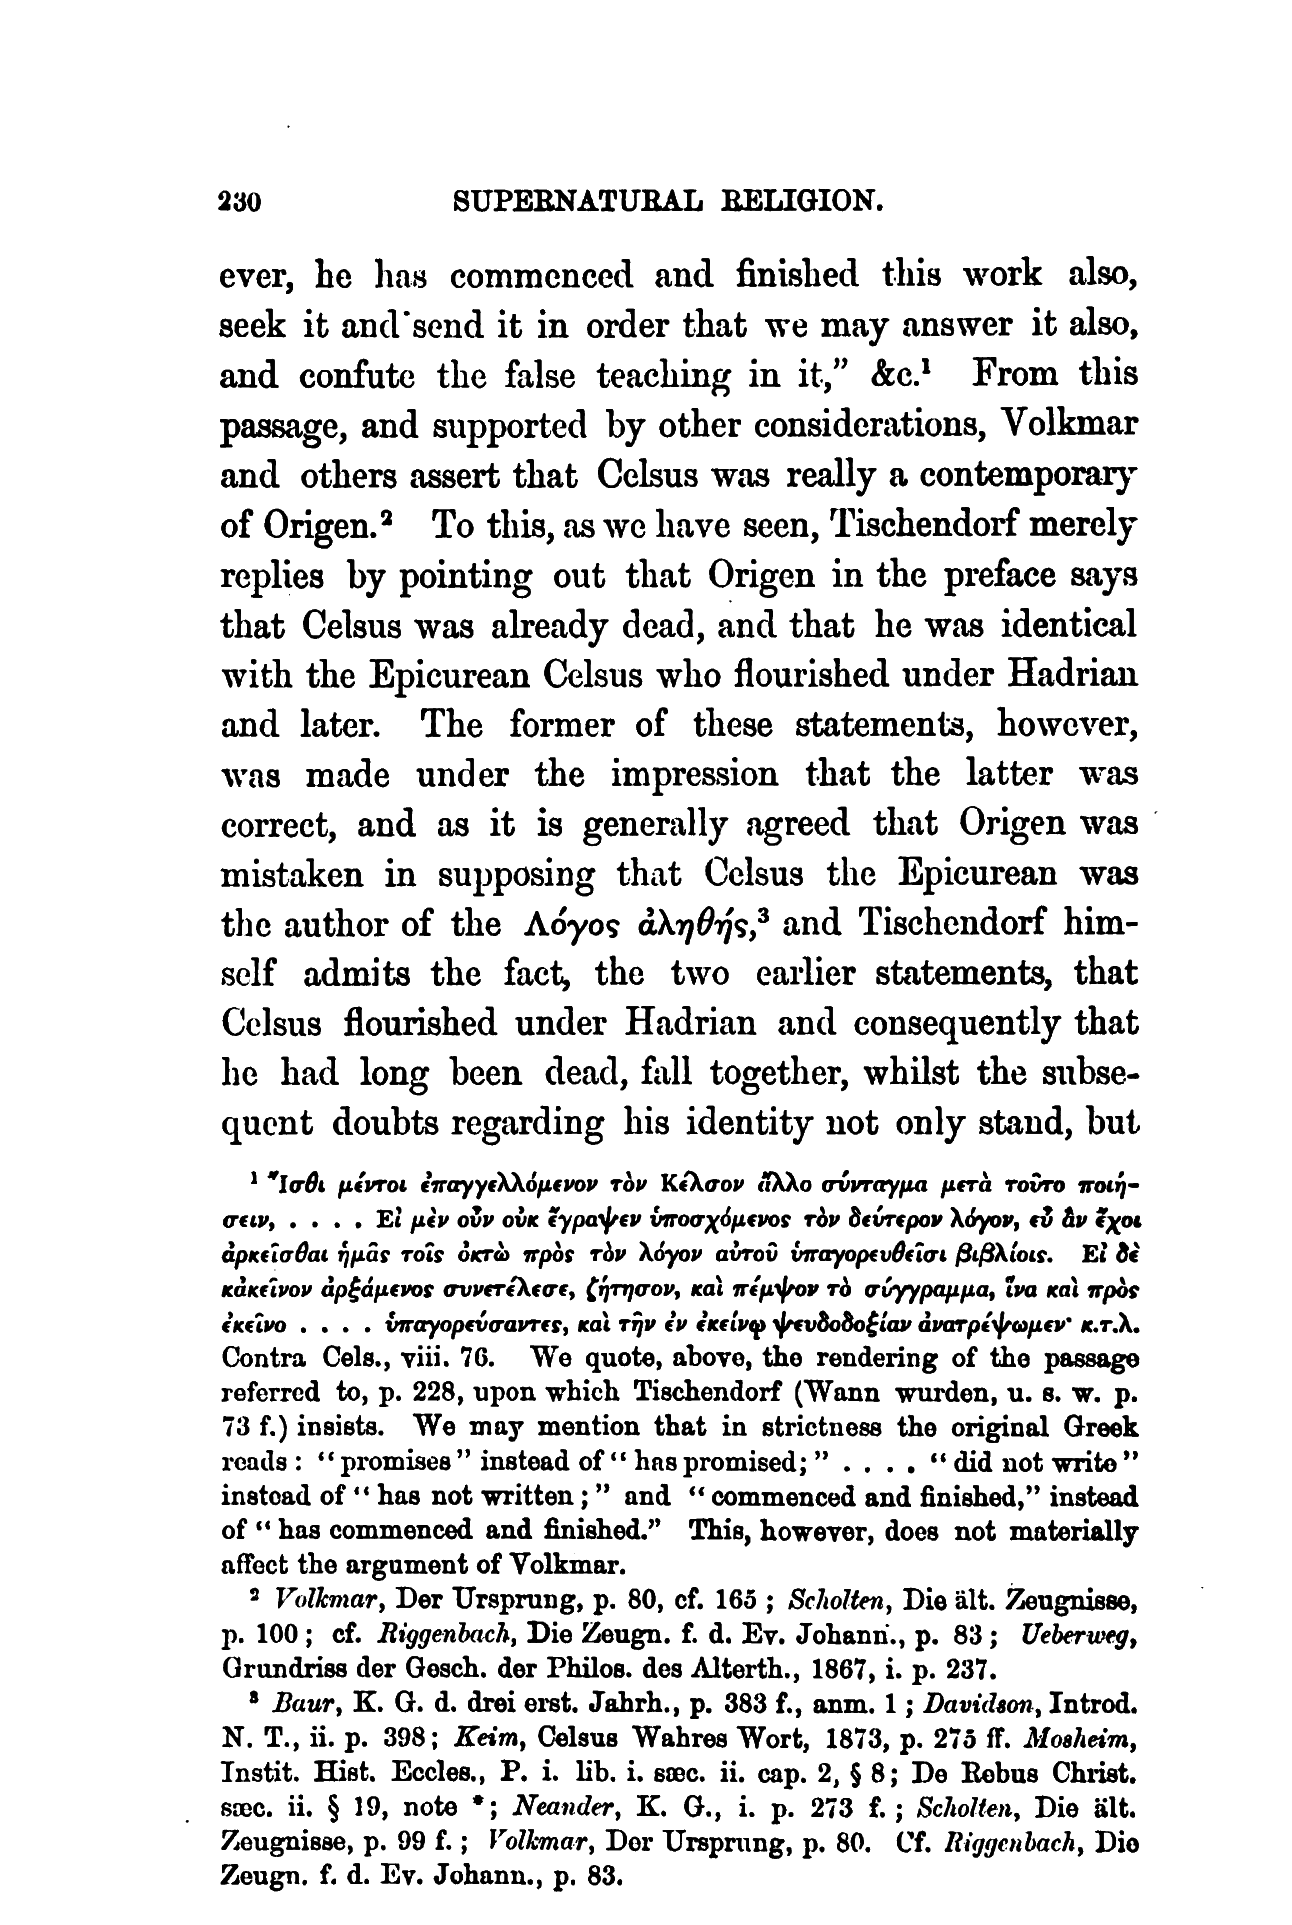 230 SUPERNATURAL RELIGION.
ever, he has commenced and finished this work also,
seek it and send it in order that we may answer it also,
and confute the false teaching in it,” &c.¹ From this
passage, and supported by other considerations, Volkmar
and others assert that Celsus was really a contemporary
of Origen.² To this, as we have seen, Tischendorf merely
replies by pointing out that Origen in the preface says
that Celsus was already dead, and that he was identical
with the Epicurean Celsus who flourished under Hadrian
and later. The former of these statements, however,
was made under the impression that the latter was
correct, and as it is generally agreed that Origen was
mistaken in supposing that Celsus the Epicurean was
the author of the Λόγος ἀληθής,³ and Tischendorf him-
self admits the fact, the two earlier statements, that
Celsus flourished under Hadrian and consequently that
he had long been dead, fall together, whilst the subse-
quent doubts regarding his identity not only stand, but
¹ Ἴσθι μέντοι ἐπαγγελλόμενον τὸν Κέλσον ἄλλο σύνταγμα μετὰ τοῦτο ποιή-
σειν, . . . . Εἰ μὲν οὖν οὐκ ἔγραψεν ὑποσχόμενος τὸν δεύτερον λόγον, εὖ ἂν ἔχοι
ἀρκεῖσθαι ἡμᾶς τοῖς ὀκτὼ πρὸς τὸν λόγον αὐτοῦ ὑπαγορευθεῖσι βιβλίοις. Εἰ δὲ
κἀκεῖνον ἀρξάμενος συνετέλεσε, ζήτησον, καὶ πέμψον τὸ σύγγραμμα, ἵνα καὶ πρὸς
ἐκεῖνο . . . . ὑπαγορεύσαντες, καὶ τὴν ἐν ἐκείνῳ ψευδοδοξίαν ἀνατρέψωμεν· κ.τ.λ.
Contra Cels., viii. 76. We quote, above, the rendering of the passage
referred to, p. 228, upon which Tischendorf (Wann wurden, u. s. w. p.
73 f.) insists. We may mention that in strictness the original Greek
reads: “promises” instead of “has promised;” . . . . “did not write”
instead of “has not written;” and “commenced and finished,” instead
of “has commenced and finished.” This, however, does not materially
affect the argument of Volkmar.
² Volkmar, Der Ursprung, p. 80, cf. 165; Scholten, Die ält. Zeugnisse,
p. 100; cf. Riggenbach, Die Zeugn. f. d. Ev. Johann., p. 83; Ueberweg,
Grundriss der Gesch. der Philos. des Alterth., 1867, i. p. 237.
³ Baur, K. G. d. drei erst. Jahrh., p. 383 f., anm. 1; Davidson, Introd.
N. T., ii. p. 398; Keim, Celsus Wahres Wort, 1873, p. 275 ff. Mosheim,
Instit. Hist. Eccles., P. i. lib. i. sæc. ii. cap. 2, § 8; De Rebus Christ.
sæc. ii. § 19, note *; Neander, K. G., i. p. 273 f.; Scholten, Die ält.
Zeugnisse, p. 99 f.; Volkmar, Der Ursprung, p. 80. Cf. Riggenbach, Die
Zeugn. f. d. Ev. Johann., p. 83.